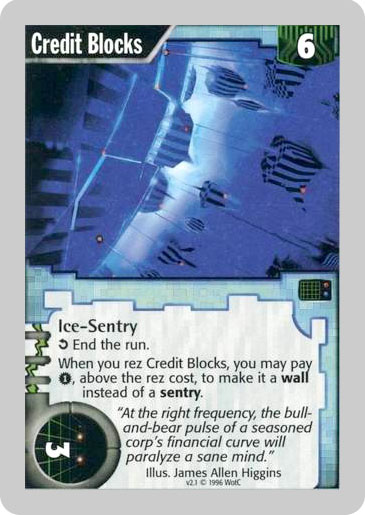 Credit Blocks
6
Ice-Sentry
End the run.
When you rez Credit Blocks, you may pay
1, above the rez cost, to make it a wall
instead of a sentry.
3
"At the right frequency, the bull-
and-bear pulse of a seasoned
corp's financial curve will
paralyze a sane mind."
Illus. James Allen Higgins
v2.1 © 1996 WotC